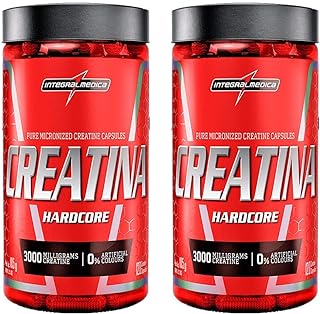 INTEGRALMEDICA
PURE MICRONIZED CREATINE CAPSULES
CREATINA
HARDCORE
3000 MILLIGRAMS
CREATINE
0% ARTIFICIAL
COLOURS
INTEGRALMEDICA
PURE MICRONIZED CREATINE CAPSULES
CREATINA
HARDCORE
3000 MILLIGRAMS
CREATINE
0% ARTIFICIAL
COLOURS